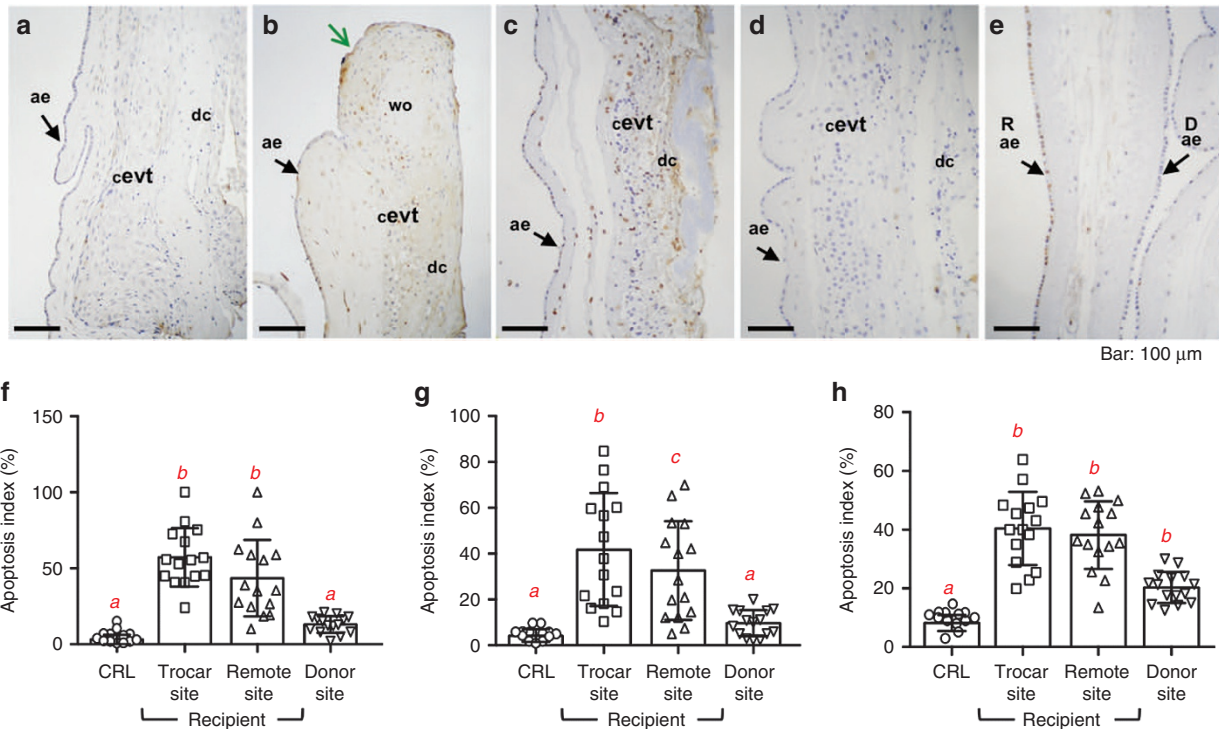 a
ae
dc
cevt
b
wo
ae
cevt
dc
c
cevt
dc
ae
d
cevt
dc
ae
e
R
ae
D
ae
Bar: 100 μm
f
Apoptosis index (%)
150
100
50
0
a
b
b
a
CRL
Trocar
site
Remote
site
Donor
site
Recipient
g
Apoptosis index (%)
100
80
60
40
20
0
a
b
c
a
CRL
Trocar
site
Remote
site
Donor
site
Recipient
h
Apoptosis index (%)
80
60
40
20
0
a
b
b
b
CRL
Trocar
site
Remote
site
Donor
site
Recipient